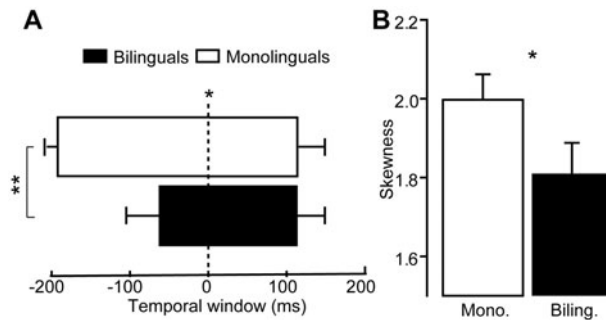 A
Bilinguals
Monolinguals
*
**
-200
-100
0
100
200
Temporal window (ms)
B
2.2
2.0
1.8
1.6
Skewness
*
Mono.
Biling.